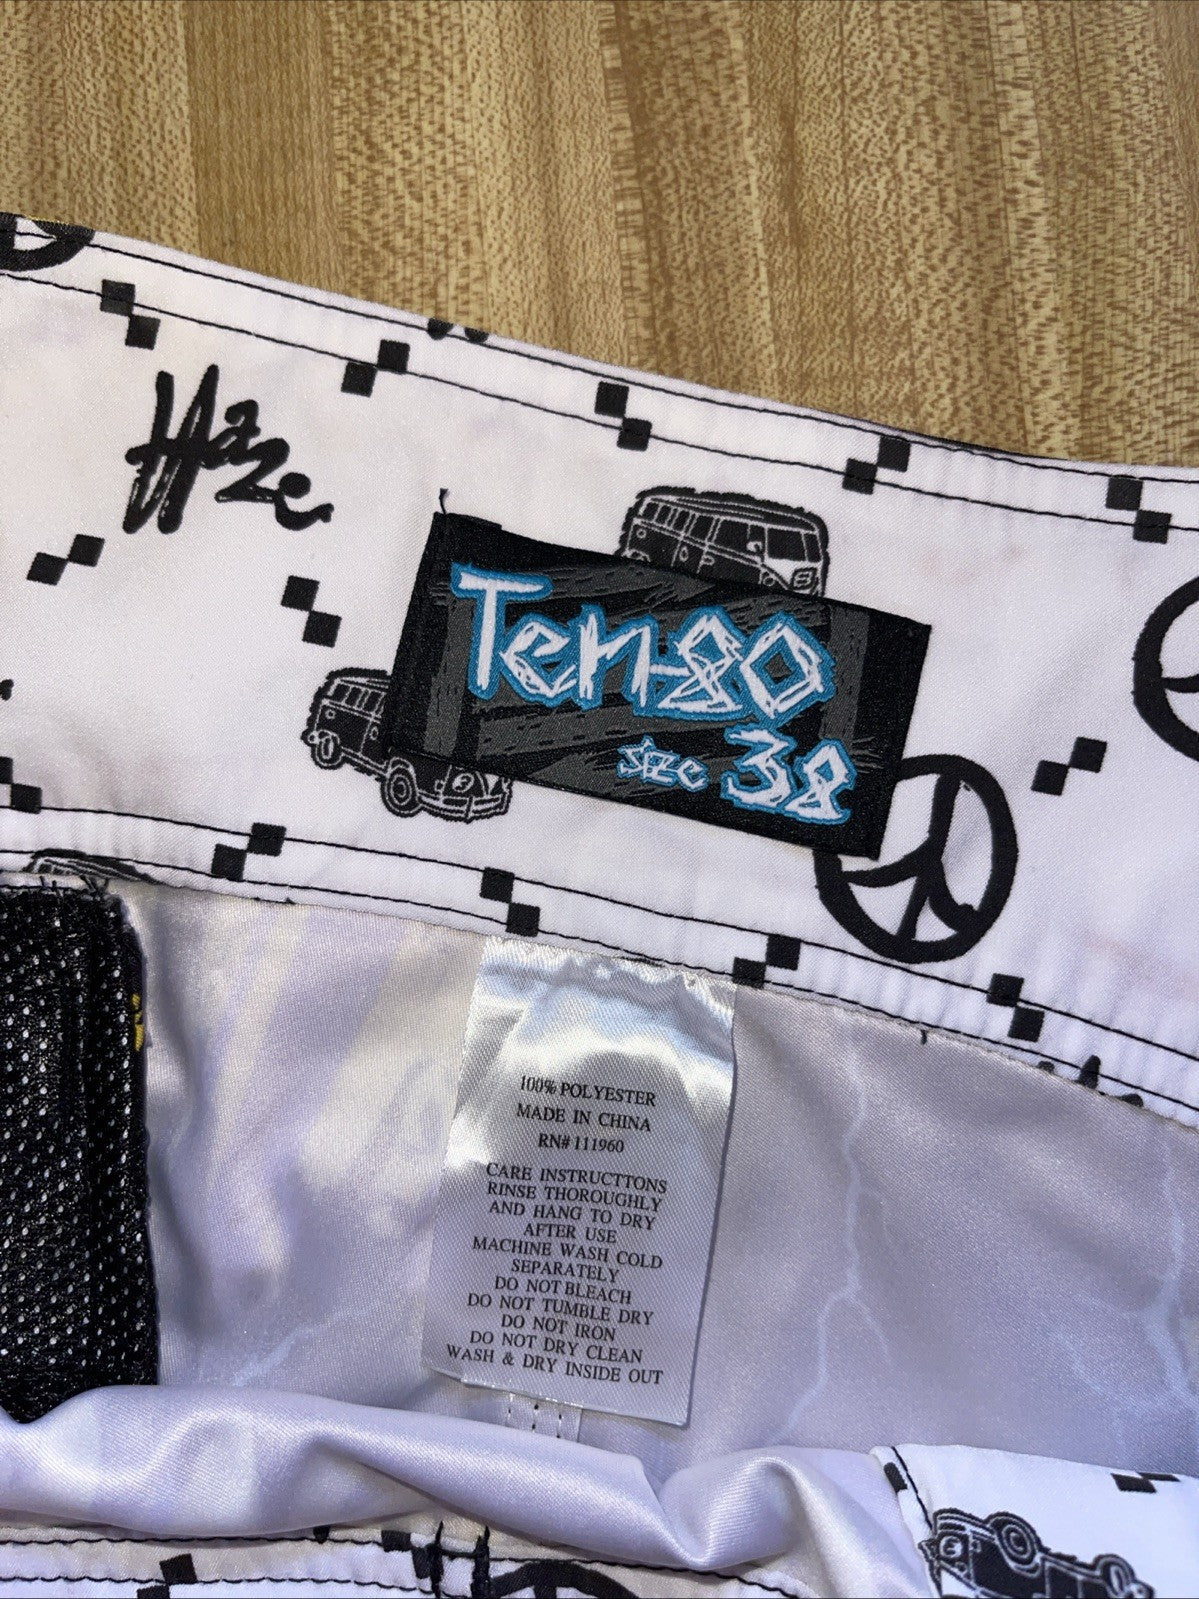 Haze
Ten-80
size 38
100% POLYESTER
MADE IN CHINA
RN# 111960
CARE INSTRUCTTONS
RINSE THOROUGHLY
AND HANG TO DRY
AFTER USE
MACHINE WASH COLD
SEPARATELY
DO NOT BLEACH
DO NOT TUMBLE DRY
DO NOT IRON
DO NOT DRY CLEAN
WASH & DRY INSIDE OUT